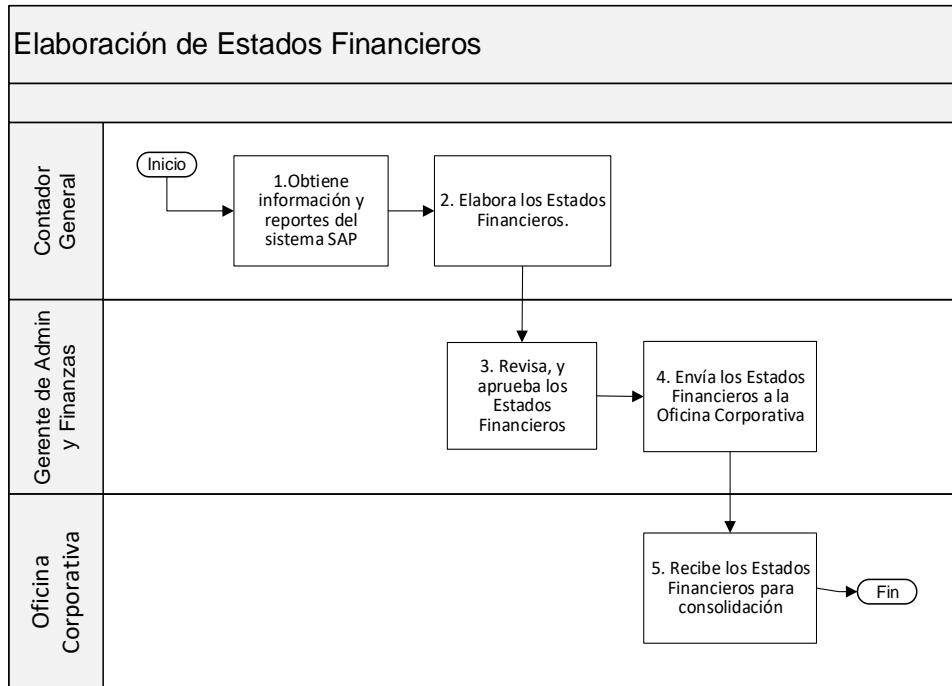 Elaboración de Estados Financieros
Contador
General
Inicio
1.Obtiene
información y
reportes del
sistema SAP
2. Elabora los Estados
Financieros.
Gerente de Admin
y Finanzas
3. Revisa, y
aprueba los
Estados
Financieros
4. Envía los Estados
Financieros a la
Oficina Corporativa
Oficina
Corporativa
5. Recibe los Estados
Financieros para
consolidación
Fin